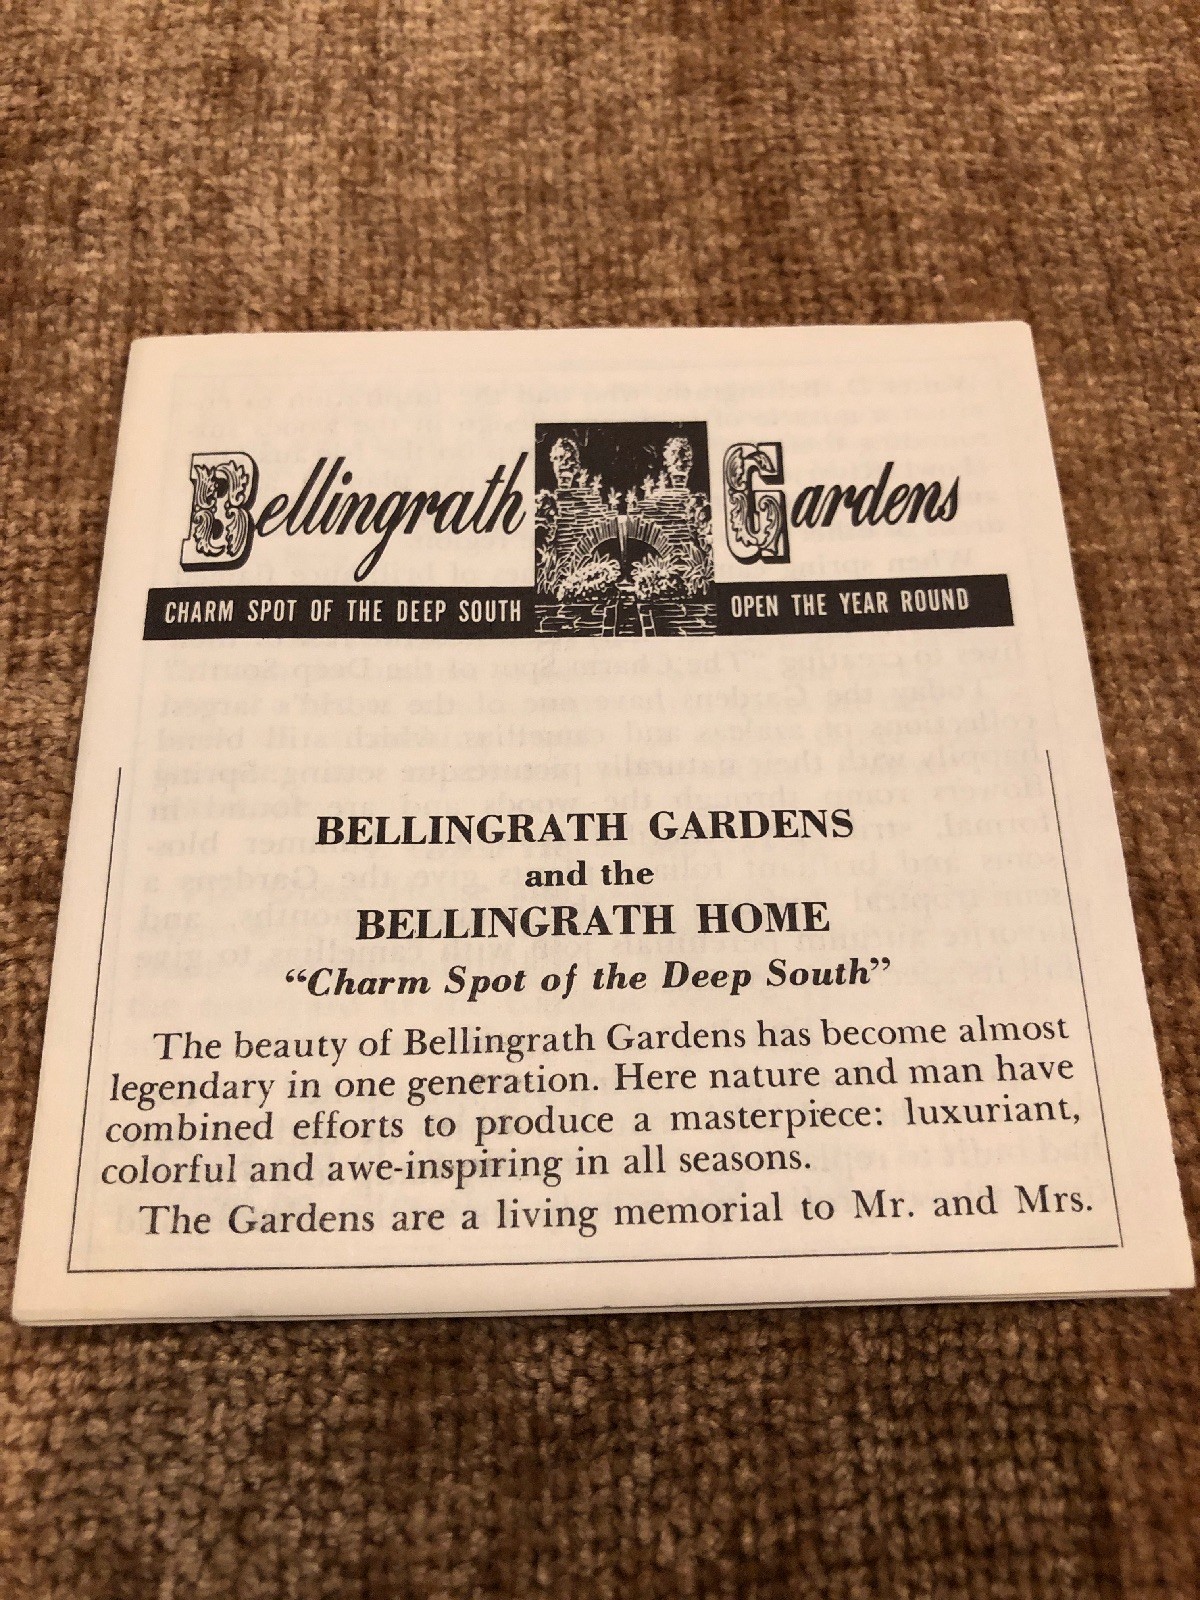 Bellingrath Gardens
CHARM SPOT OF THE DEEP SOUTH OPEN THE YEAR ROUND
BELLINGRATH GARDENS
and the
BELLINGRATH HOME
“Charm Spot of the Deep South”
The beauty of Bellingrath Gardens has become almost
legendary in one generation. Here nature and man have
combined efforts to produce a masterpiece: luxuriant,
colorful and awe-inspiring in all seasons.
The Gardens are a living memorial to Mr. and Mrs.